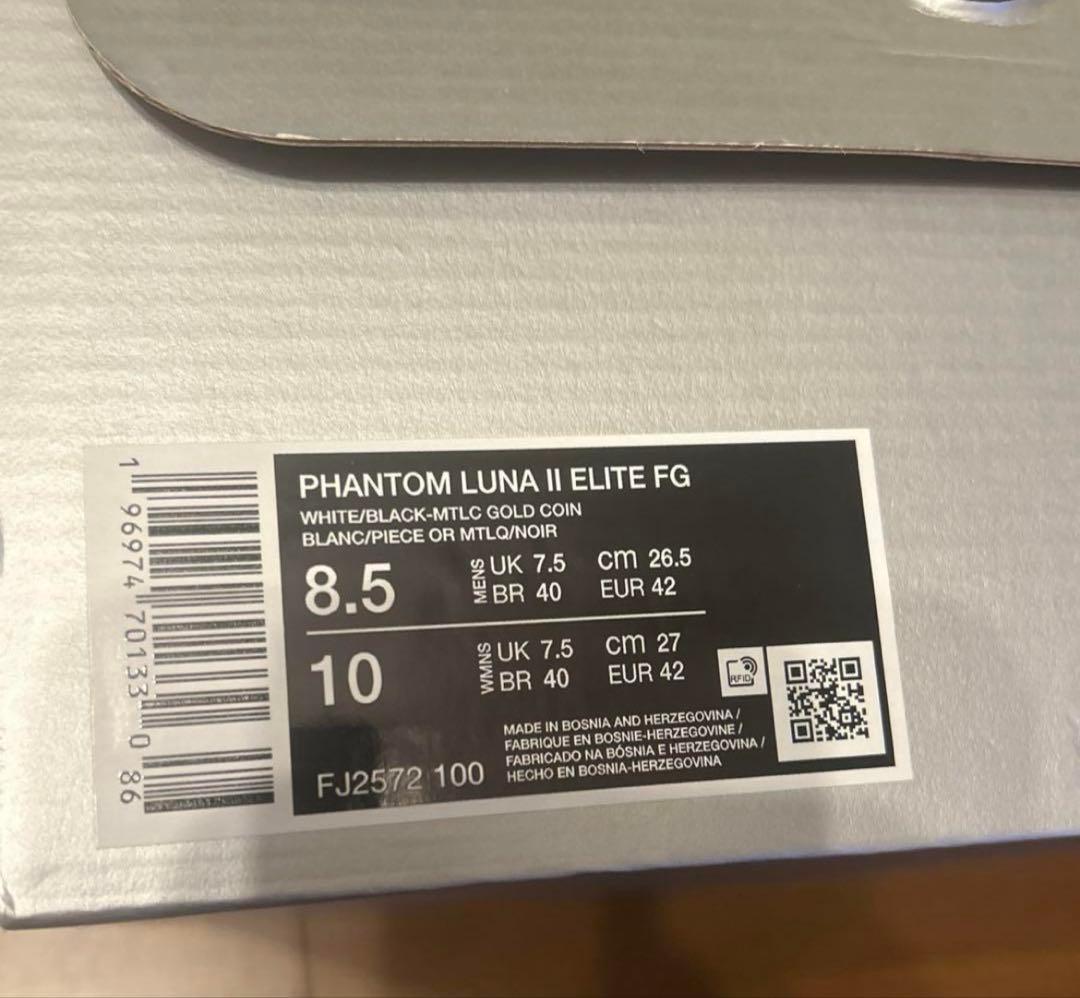 PHANTOM LUNA II ELITE FG
WHITE/BLACK-MTLC GOLD COIN
BLANC/PIECE OR MTLQ/NOIR
8.5
MENS
UK 7.5 cm 26.5
BR 40 EUR 42
10
WMNS
UK 7.5 cm 27
BR 40 EUR 42
RFID
MADE IN BOSNIA AND HERZEGOVINA /
FABRIQUE EN BOSNIE-HERZEGOVINE /
FABRICADO NA BÓSNIA E HERZEGOVINA /
HECHO EN BOSNIA-HERZEGOVINA
FJ2572 100
1 96974 70133 0 86